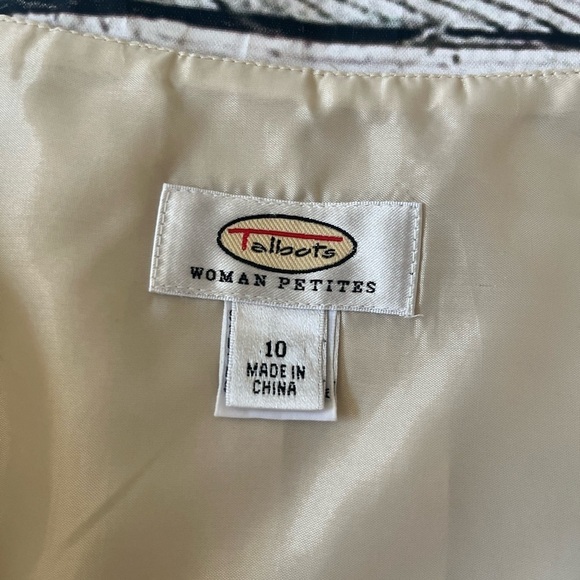 Talbots
WOMAN PETITES
10
MADE IN
CHINA